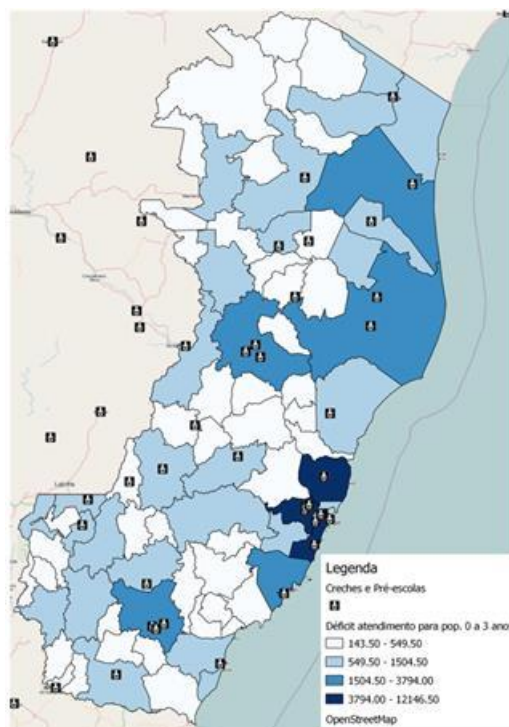 Legenda
Creches e Pré-escolas
Déficit atendimento para pop. 0 a 3 anos
143.50 - 549.50
549.50 - 1504.50
1504.50 - 3794.00
3794.00 - 12146.50
OpenStreetMap